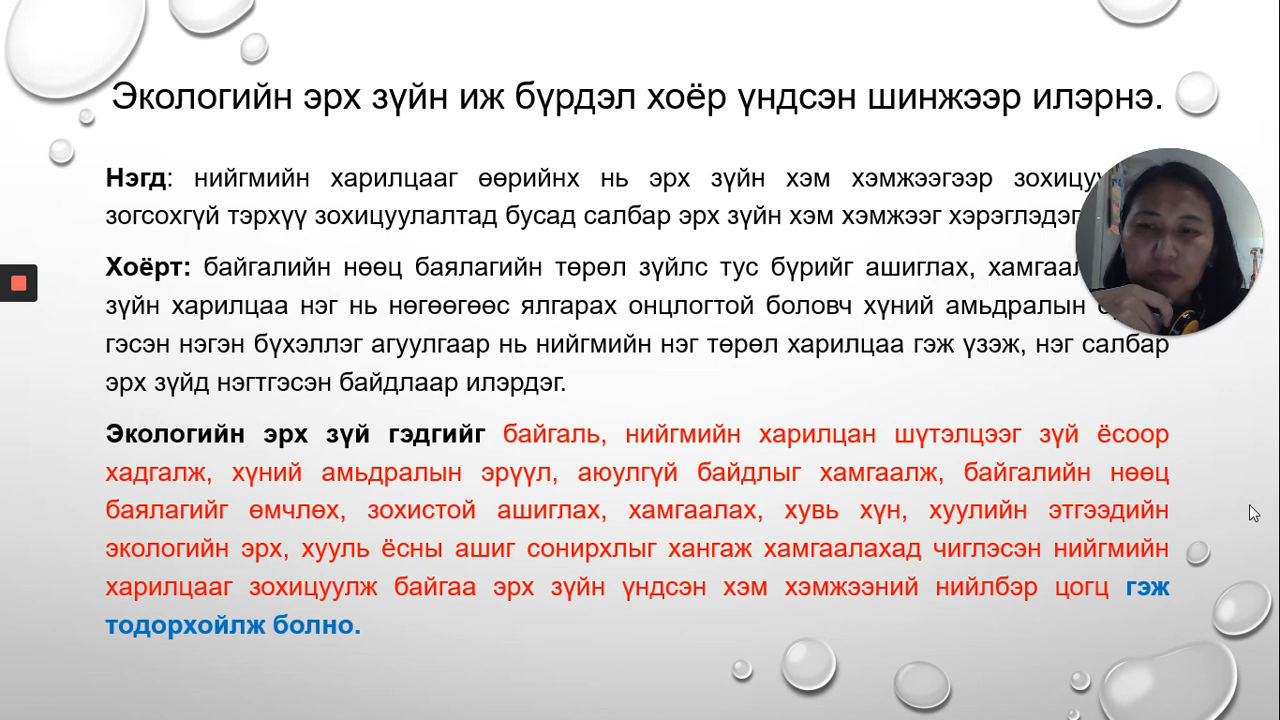 Экологийн эрх зүйн иж бүрдэл хоёр үндсэн шинжээр илэрнэ.
Нэгд: нийгмийн харилцааг өөрийнх нь эрх зүйн хэм хэмжээгээр
зогсохгүй тэрхүү зохицуулалтад бусад салбар эрх зүйн хэм хэмжээг
Хоёрт: байгалийн нөөц баялагийн төрөл зүйлс тус бүрийг ашиглах,
зүйн харилцаа нэг нь нөгөөгөөс ялгарах онцлогтой боловч хүний амьдралын
гэсэн нэгэн бүхэллэг агуулгаар нь нийгмийн нэг төрөл харилцаа гэж үзэж, нэг салбар
эрх зүйд нэгтгэсэн байдлаар илэрдэг.
Экологийн эрх зүй гэдгийг байгаль, нийгмийн харилцан шүтэлцээг зүй ёсоор
хадгалж, хүний амьдралын эрүүл, аюулгүй байдлыг хамгаалж, байгалийн нөөц
баялагийг өмчлөх, зохистой ашиглах, хамгаалах, хувь хүн, хуулийн этгээдийн
экологийн эрх, хууль ёсны ашиг сонирхлыг хангаж хамгаалахад чиглэсэн нийгмийн
харилцааг зохицуулж байгаа эрх зүйн үндсэн хэм хэмжээний нийлбэр цогц гэж
тодорхойлж болно.